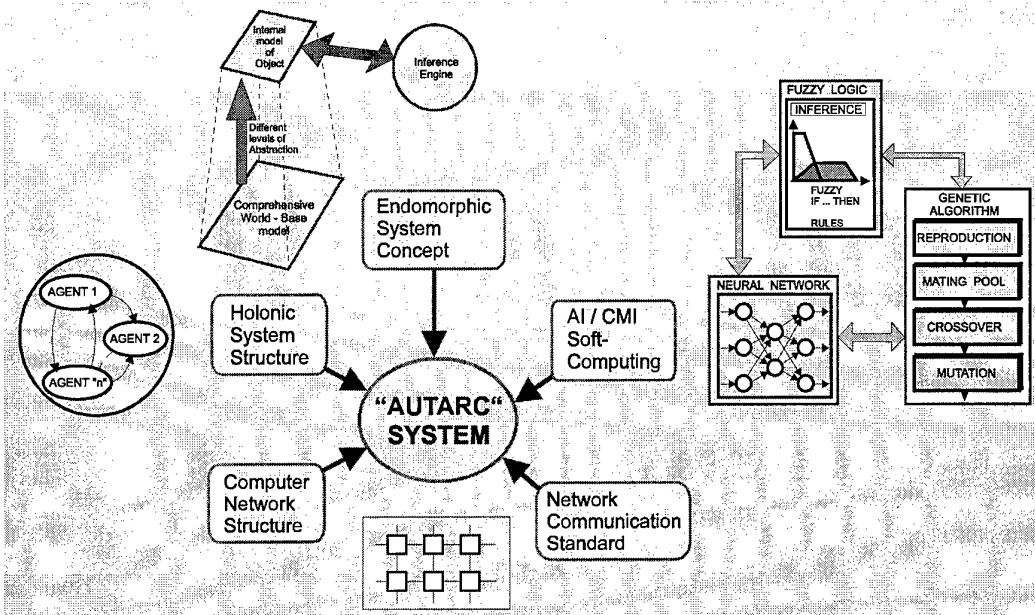 Internal
model
of
Object
Inference
Engine
Different
levels of
Abstraction
Comprehensive
World - Base
model
Endomorphic
System
Concept
FUZZY LOGIC
INFERENCE
FUZZY
IF ... THEN
RULES
GENETIC
ALGORITHM
REPRODUCTION
MATING POOL
CROSSOVER
MUTATION
NEURAL NETWORK
AGENT 1
AGENT 2
AGENT "n"
Holonic
System
Structure
AI / CMI
Soft-
Computing
"AUTARC"
SYSTEM
Computer
Network
Structure
Network
Communication
Standard